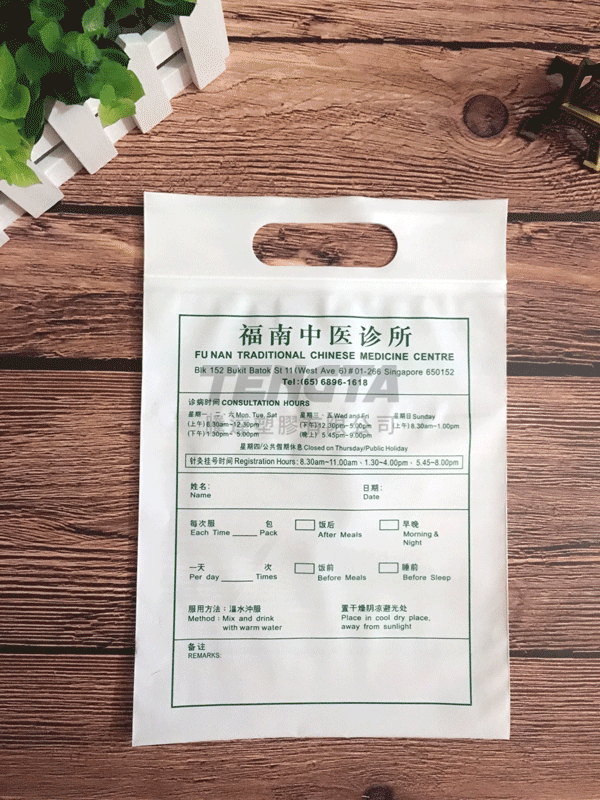 福南中医诊所
FU NAN TRADITIONAL CHINESE MEDICINE CENTRE
Blk 152 Bukit Batok St 11 (West Ave 6) #01-266 Singapore 650152
Tel:(65) 6896-1618
TENGTA
诊病时间 CONSULTATION HOURS
星期一·二·六 Mon, Tue, Sat 星期三·五 Wed and Fri 星期日 Sunday
(上午) 8.30am-12.30pm (下午) 12.30pm-5.00pm (上午) 8.30am-1.00pm
(下午) 1.30pm- 5.00pm (晚上) 5.45pm-9.00pm
塑膠 公司
星期四/公共假期休息 Closed on Thursday/Public Holiday
针灸挂号时间 Registration Hours: 8.30am-11.00am, 1.30-4.00pm, 5.45-8.00pm
姓名: 日期:
Name Date
每次服 包 饭后 早晚
Each Time _____ Pack After Meals Morning &
Night
一天 次 饭前 睡前
Per day _____ Times Before Meals Before Sleep
服用方法: 温水冲服 置干燥阴凉避光处
Method: Mix and drink Place in cool dry place,
with warm water away from sunlight
备注
REMARKS: